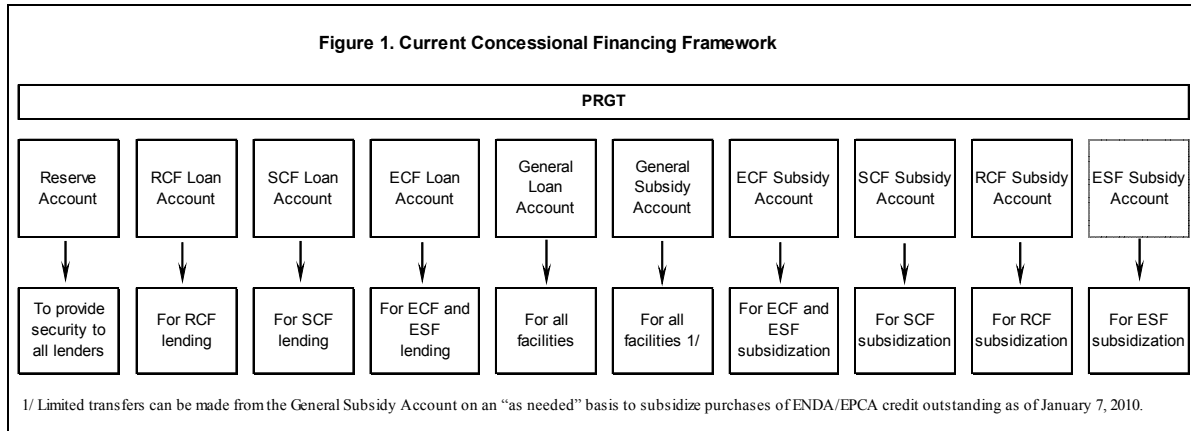 Figure 1. Current Concessional Financing Framework
PRGT
Reserve
Account
RCF Loan
Account
SCF Loan
Account
ECF Loan
Account
General
Loan
Account
General
Subsidy
Account
ECF Subsidy
Account
SCF Subsidy
Account
RCF Subsidy
Account
ESF Subsidy
Account
To provide
security to
all lenders
For RCF
lending
For SCF
lending
For ECF and
ESF
lending
For all
facilities
For all
facilities 1/
For ECF and
ESF
subsidization
For SCF
subsidization
For RCF
subsidization
For ESF
subsidization
1/ Limited transfers can be made from the General Subsidy Account on an “as needed” basis to subsidize purchases of ENDA/EPCA credit outstanding as of January 7, 2010.